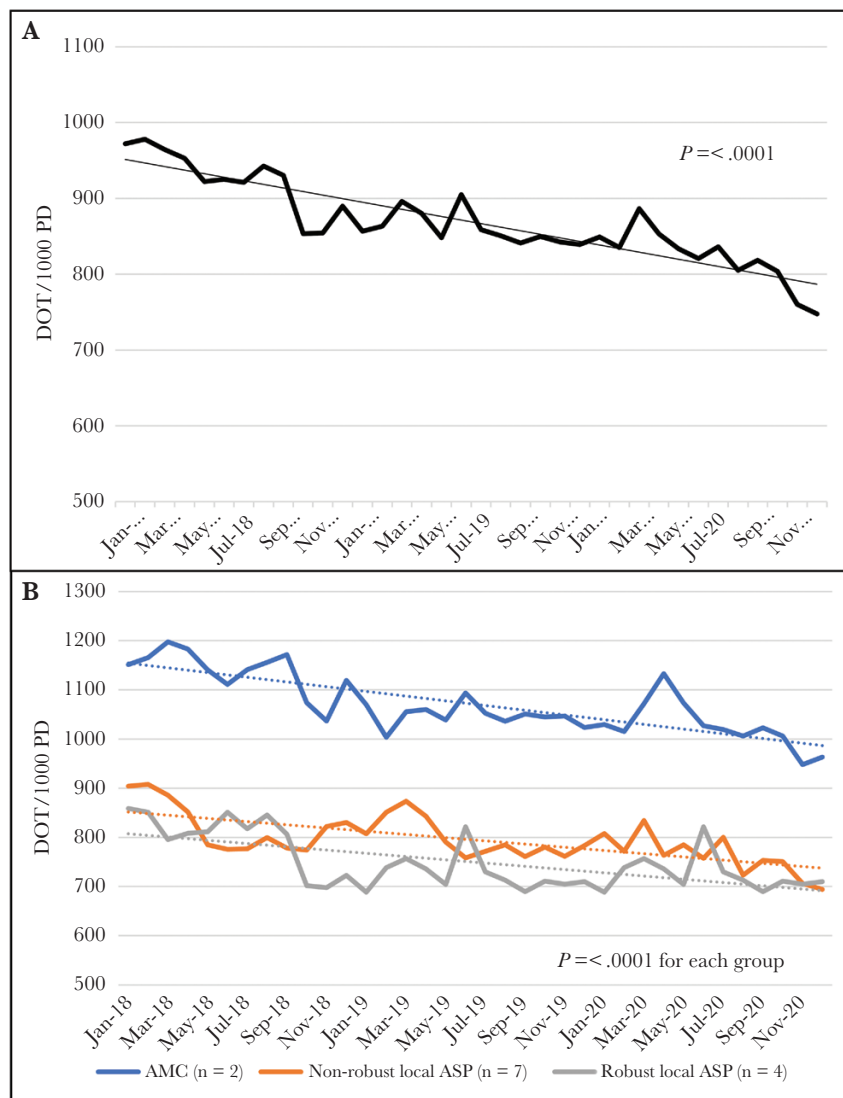 A
1100
1000
P =< .0001
900
800
700
600
500
DOT/1000 PD
Jan-... Mar... May... Jul-18 Sep... Nov... Jan-... Mar... May... Jul-19 Sep... Nov... Jan... Mar... May... Jul-20 Sep... Nov...
B
1300
1200
1100
1000
900
800
700
600
500
DOT/1000 PD
P =< .0001 for each group
Jan-18 Mar-18 May-18 Jul-18 Sep-18 Nov-18 Jan-19 Mar-19 May-19 Jul-19 Sep-19 Nov-19 Jan-20 Mar-20 May-20 Jul-20 Sep-20 Nov-20
AMC (n = 2) Non-robust local ASP (n = 7) Robust local ASP (n = 4)